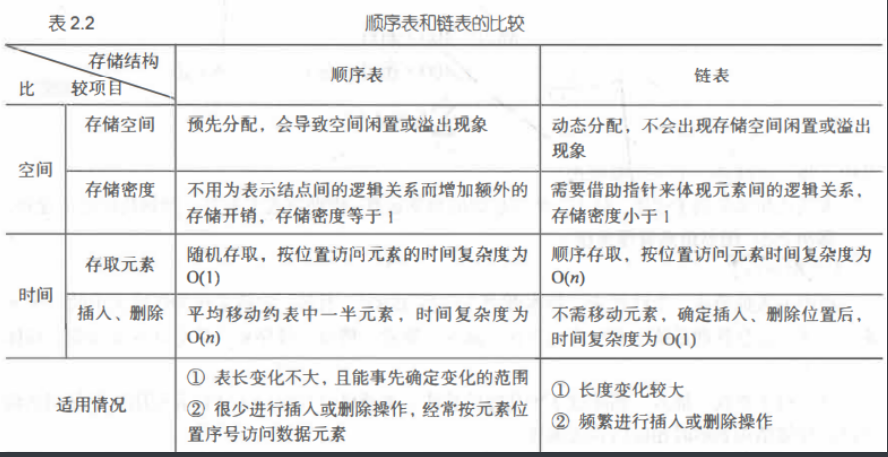 表 2.2 顺序表和链表的比较
存储结构
比 较项目
顺序表
链表
空间
存储空间
预先分配，会导致空间闲置或溢出现象
动态分配，不会出现存储空间闲置或溢出
现象
存储密度
不用为表示结点间的逻辑关系而增加额外的
存储开销，存储密度等于 1
需要借助指针来体现元素间的逻辑关系，
存储密度小于 1
时间
存取元素
随机存取，按位置访问元素的时间复杂度为
O(1)
顺序存取，按位置访问元素时间复杂度为
O(n)
插入、删除
平均移动约表中一半元素，时间复杂度为
O(n)
不需移动元素，确定插入、删除位置后，
时间复杂度为 O(1)
适用情况
① 表长变化不大，且能事先确定变化的范围
② 很少进行插入或删除操作，经常按元素位
置序号访问数据元素
① 长度变化较大
② 频繁进行插入或删除操作